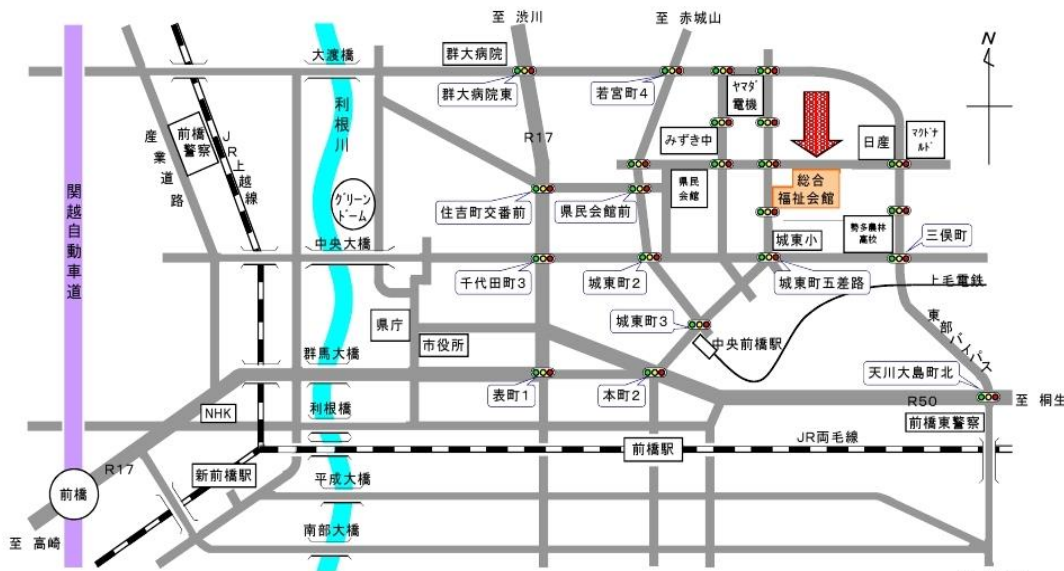 至 渋川
至 赤城山
N
大渡橋
群大病院
群大病院東
若宮町4
ヤマダ
電機
利根川
R17
JR上越線
産業道路
前橋
警察
みずき中
日産
マクドナ
ルド
関越自動車道
グリーン
ドーム
住吉町交番前
県民会館前
県民
会館
総合
福祉会館
勢多農林
高校
三俣町
中央大橋
城東小
千代田町3
城東町2
城東町五差路
上毛電鉄
県庁
城東町3
市役所
中央前橋駅
東部バイパス
群馬大橋
天川大島町北
表町1
本町2
R50
至 桐生
NHK
利根橋
前橋東警察
前橋駅
JR両毛線
R17
新前橋駅
平成大橋
前橋
南部大橋
至 高崎